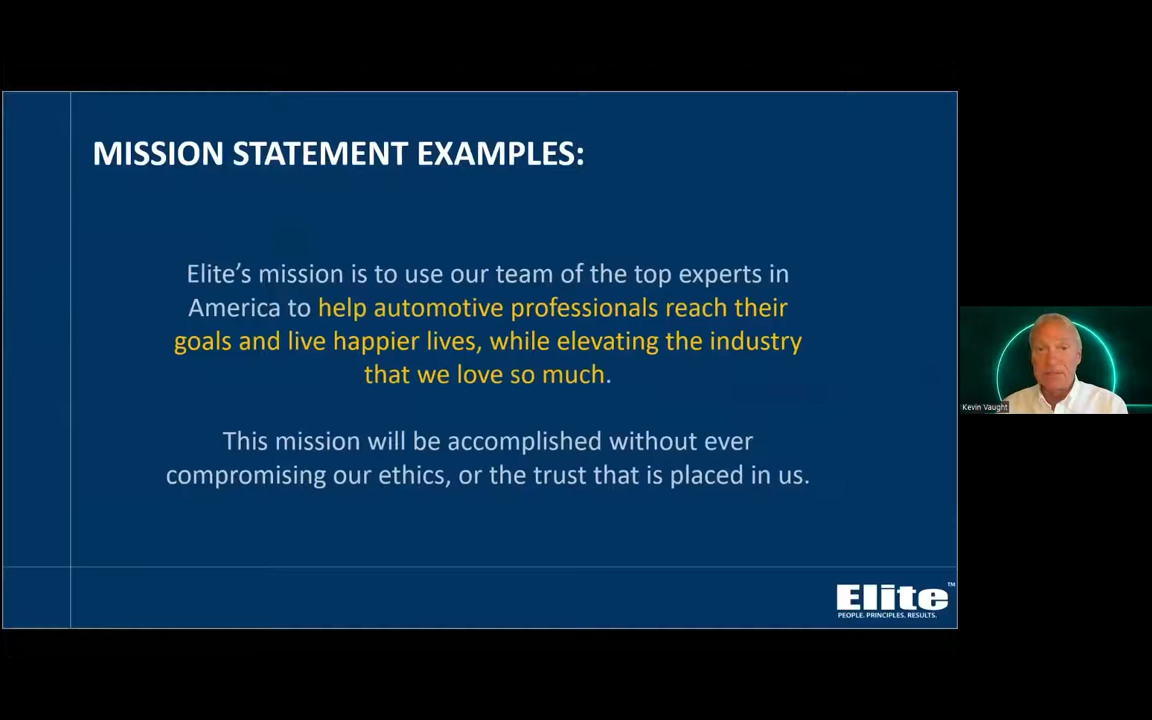 MISSION STATEMENT EXAMPLES:
Elite’s mission is to use our team of the top experts in
America to help automotive professionals reach their
goals and live happier lives, while elevating the industry
that we love so much.
This mission will be accomplished without ever
compromising our ethics, or the trust that is placed in us.
Kevin Vaught
Elite™
PEOPLE. PRINCIPLES. RESULTS.